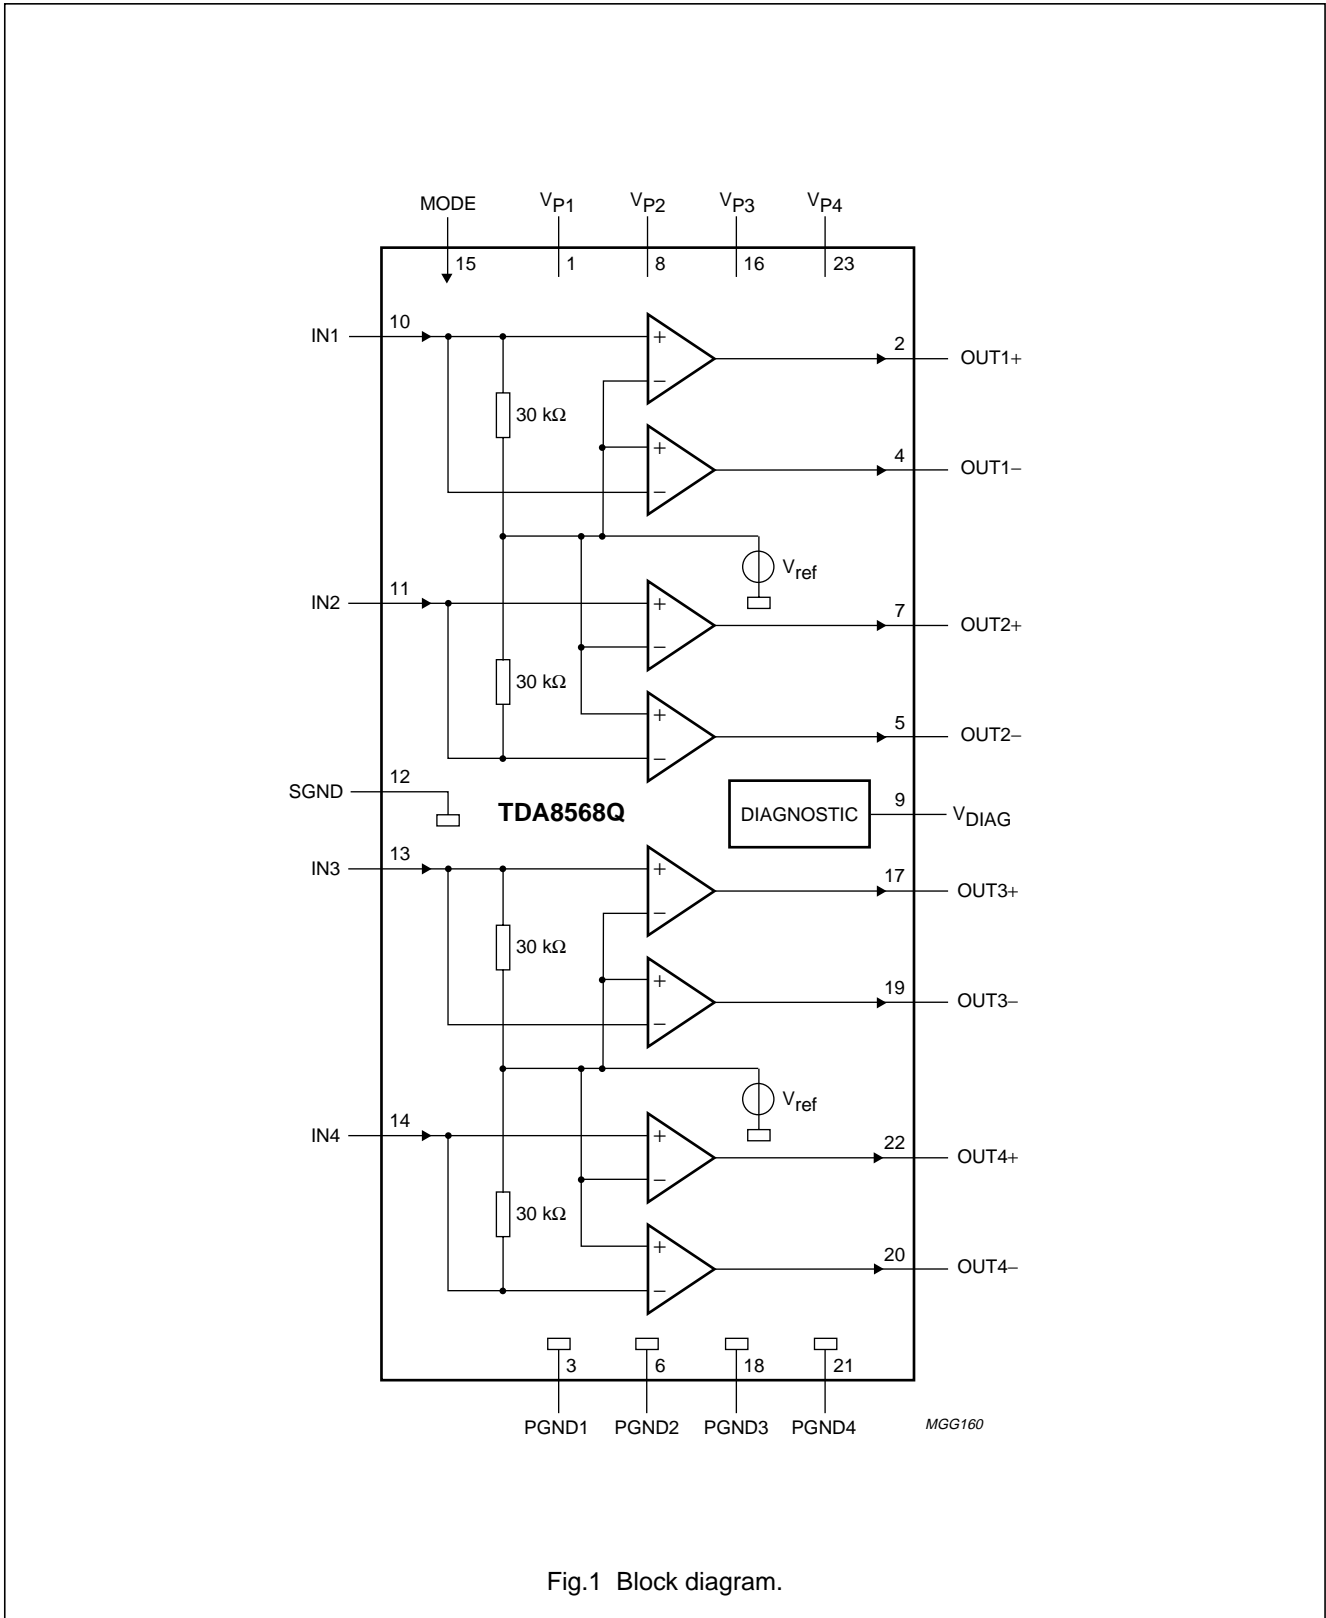 MODE VP1 VP2 VP3 VP4
15 1 8 16 23
IN1 10 + 2 OUT1+
−
30 kΩ
+ 4 OUT1−
−
Vref
IN2 11 + 7 OUT2+
−
30 kΩ
+ 5 OUT2−
−
SGND 12
TDA8568Q DIAGNOSTIC 9 VDIAG
IN3 13 + 17 OUT3+
−
30 kΩ
+ 19 OUT3−
−
Vref
IN4 14 + 22 OUT4+
−
30 kΩ
+ 20 OUT4−
−
3 6 18 21
PGND1 PGND2 PGND3 PGND4 MGG160
Fig.1 Block diagram.